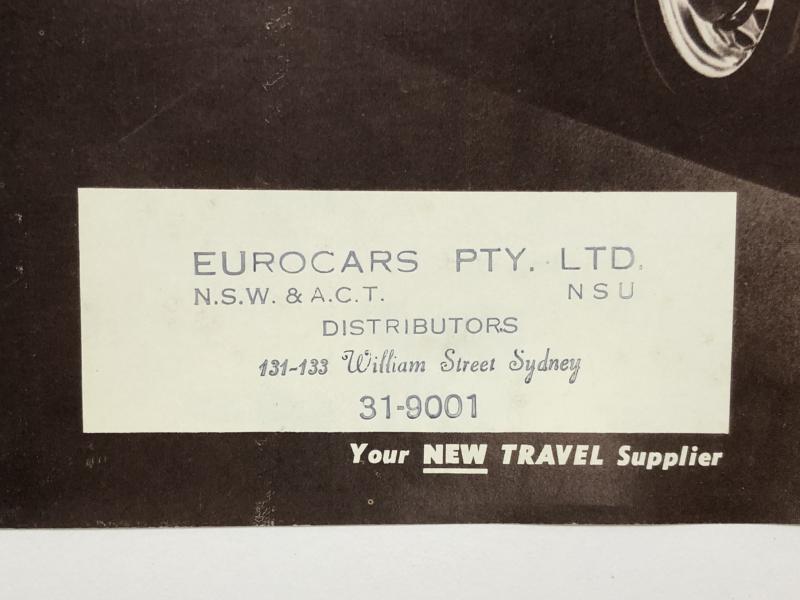 EUROCARS PTY. LTD.
N.S.W. & A.C.T. NSU
DISTRIBUTORS
131-133 William Street Sydney
31-9001
Your NEW TRAVEL Supplier